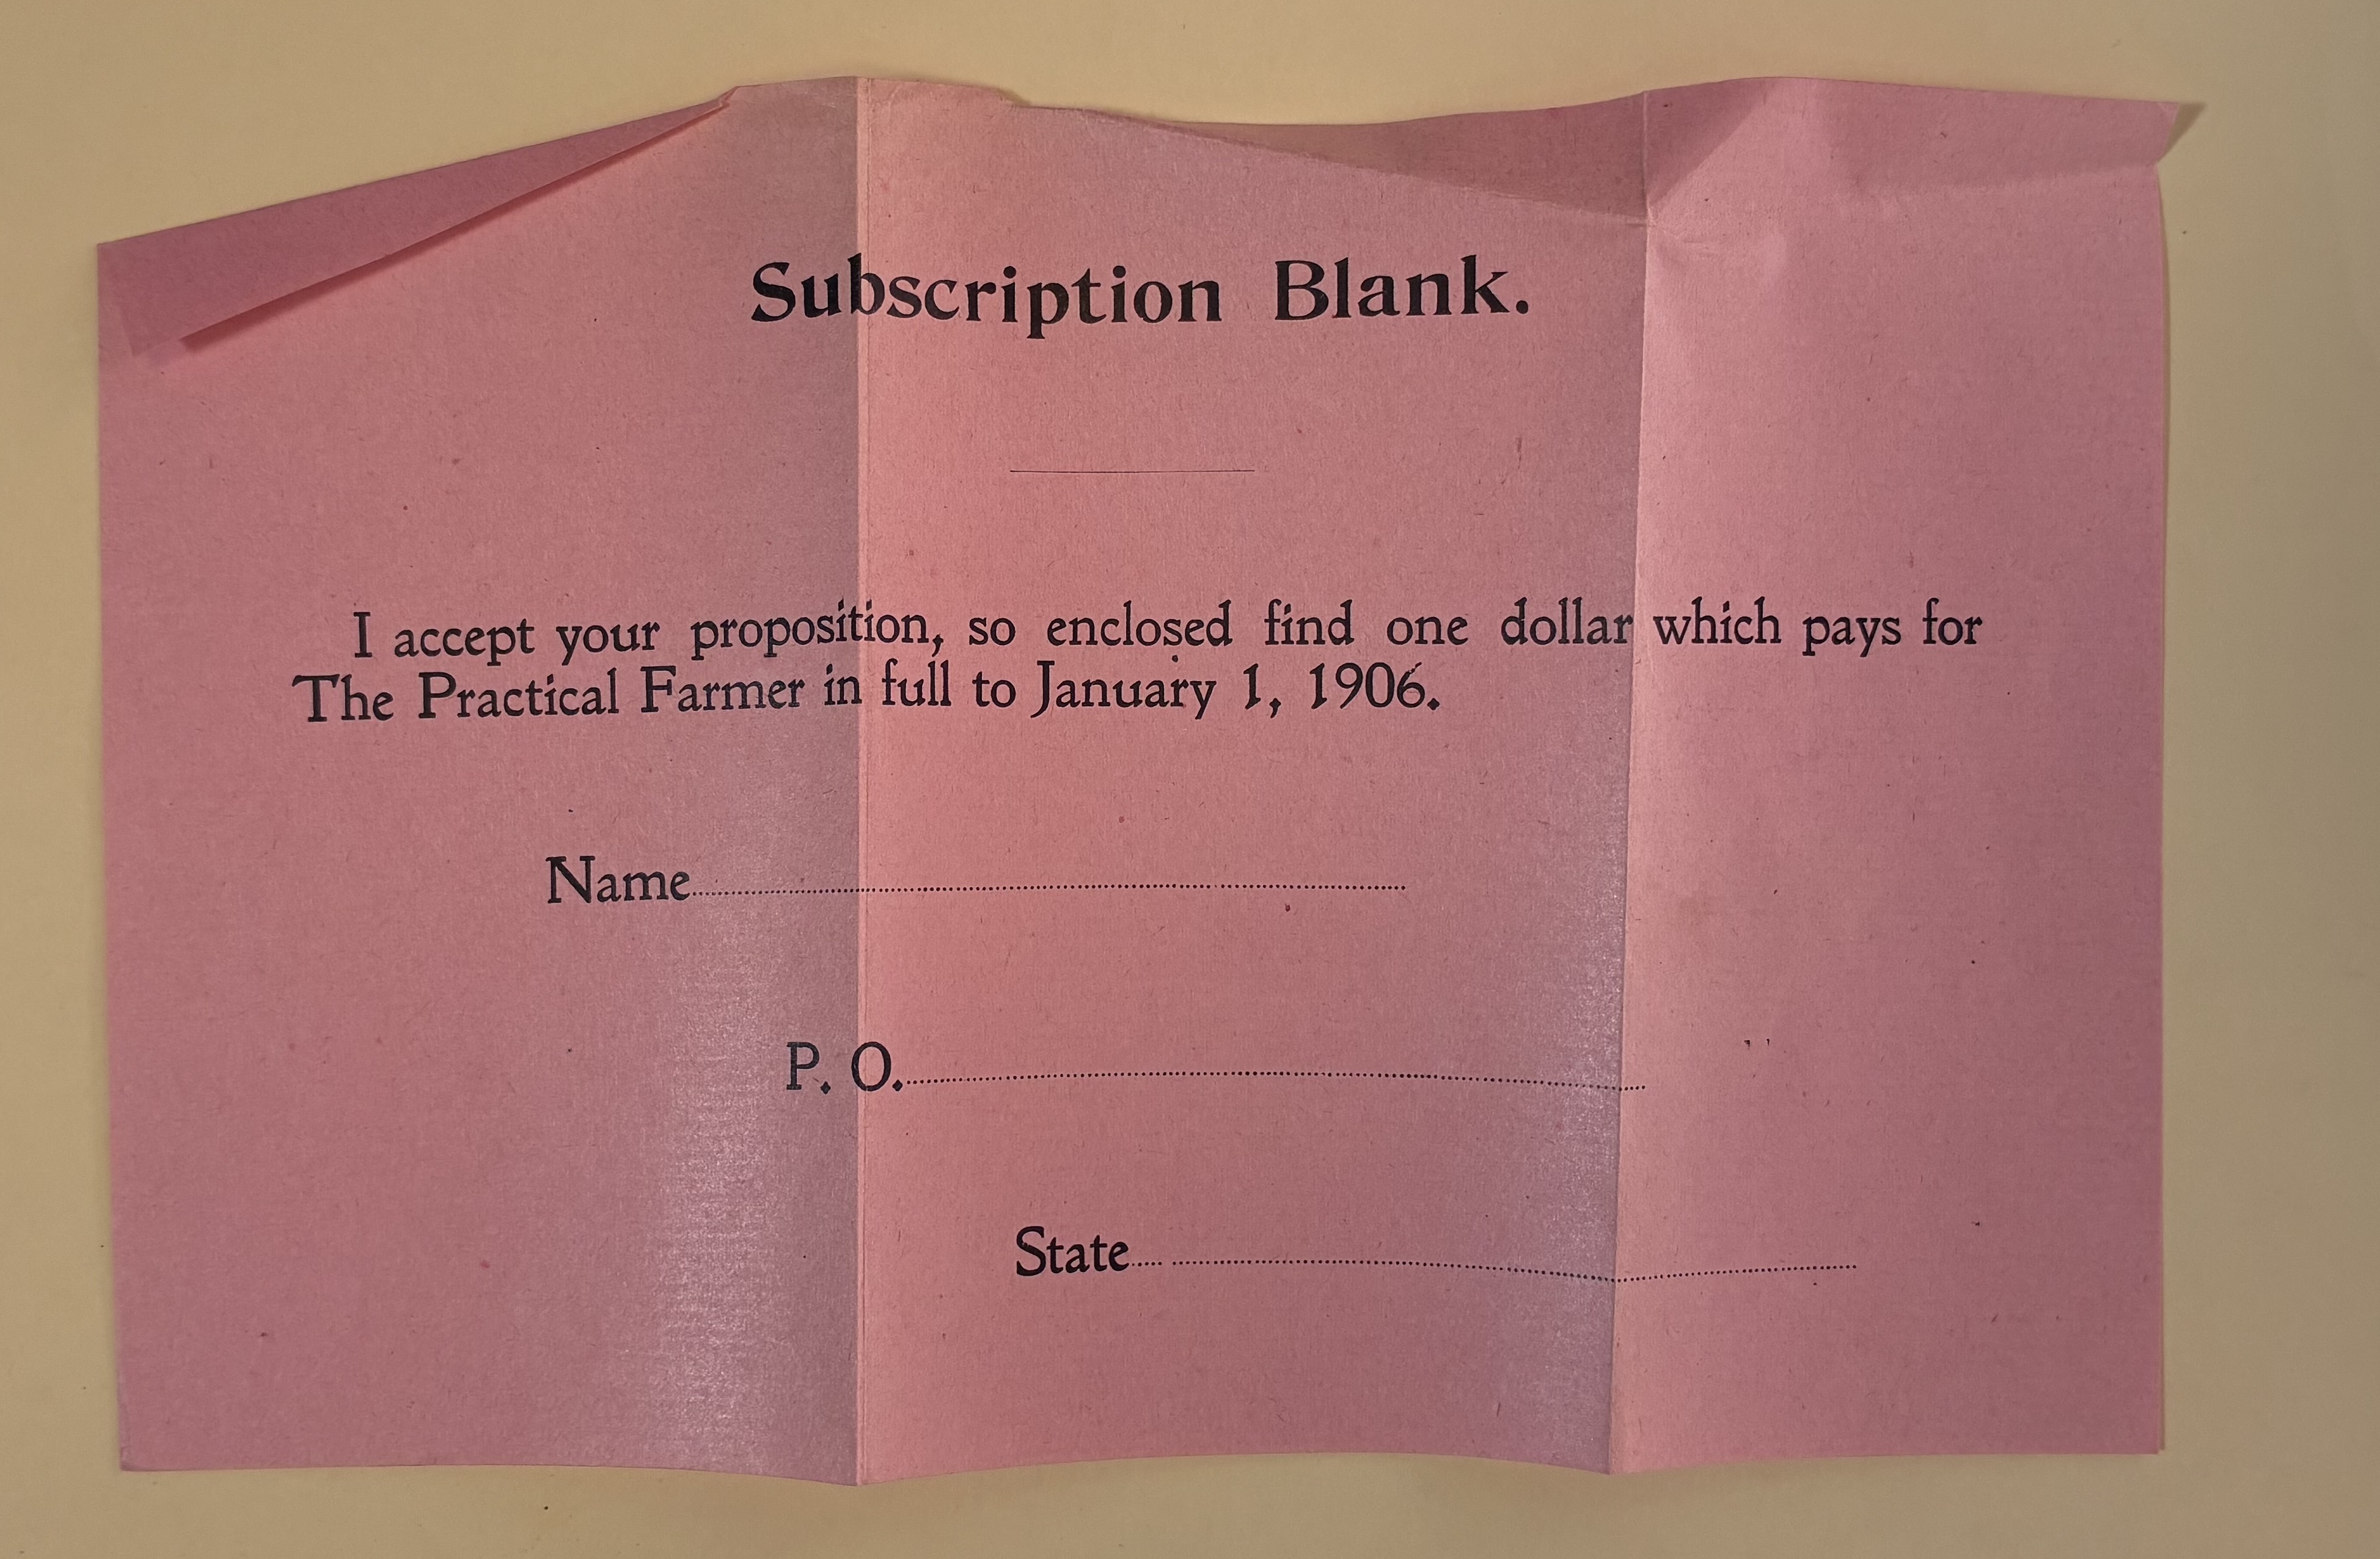 Subscription Blank.
I accept your proposition, so enclosed find one dollar which pays for
The Practical Farmer in full to January 1, 1906.
Name
P. O.
State